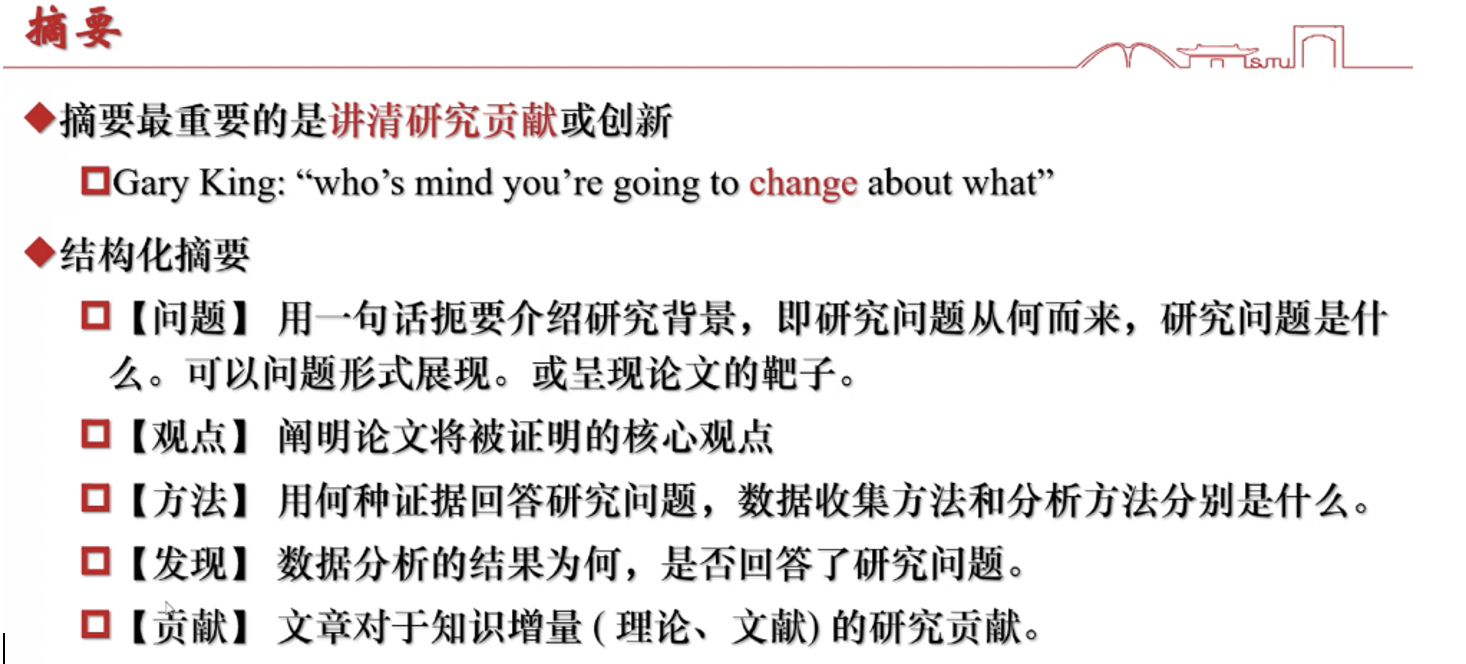 摘要
◆摘要最重要的是讲清研究贡献或创新
Gary King: “who’s mind you’re going to change about what”
◆结构化摘要
【问题】 用一句话扼要介绍研究背景，即研究问题从何而来，研究问题是什
么。可以问题形式展现。或呈现论文的靶子。
【观点】 阐明论文将被证明的核心观点
【方法】 用何种证据回答研究问题，数据收集方法和分析方法分别是什么。
【发现】 数据分析的结果为何，是否回答了研究问题。
【贡献】 文章对于知识增量 ( 理论、文献) 的研究贡献。